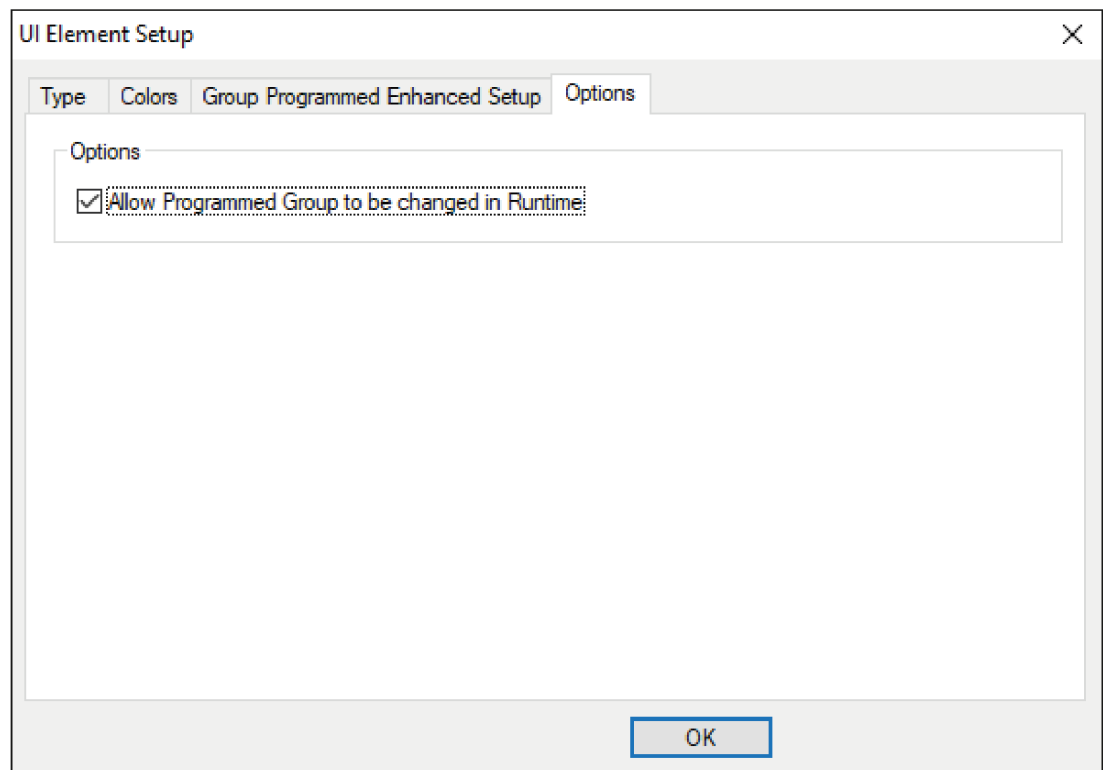 UI Element Setup
Type Colors Group Programmed Enhanced Setup Options
Options
Allow Programmed Group to be changed in Runtime
OK